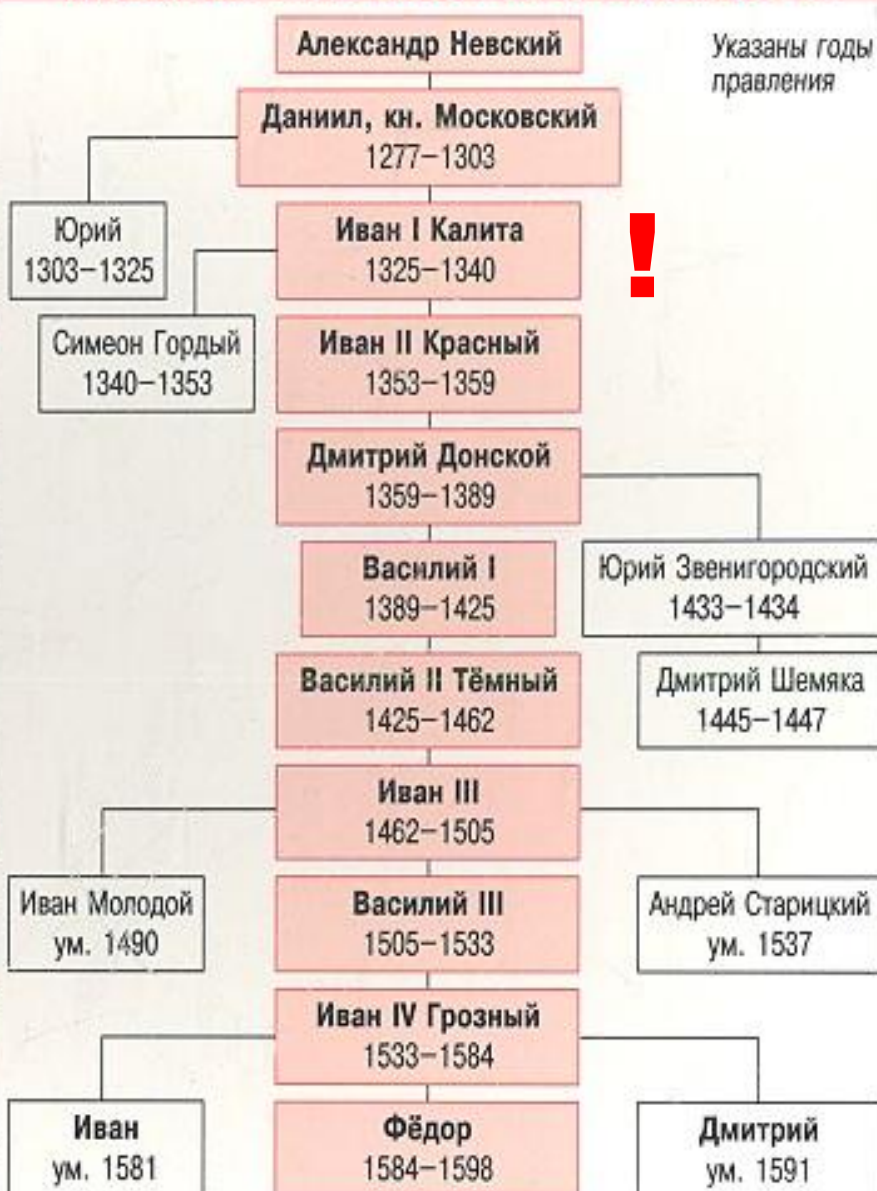 Александр Невский
Указаны годы
правления
Даниил, кн. Московский
1277–1303
Юрий
1303–1325
Иван I Калита
1325–1340
!
Симеон Гордый
1340–1353
Иван II Красный
1353–1359
Дмитрий Донской
1359–1389
Василий I
1389–1425
Юрий Звенигородский
1433–1434
Василий II Тёмный
1425–1462
Дмитрий Шемяка
1445–1447
Иван III
1462–1505
Иван Молодой
ум. 1490
Василий III
1505–1533
Андрей Старицкий
ум. 1537
Иван IV Грозный
1533–1584
Иван
ум. 1581
Фёдор
1584–1598
Дмитрий
ум. 1591